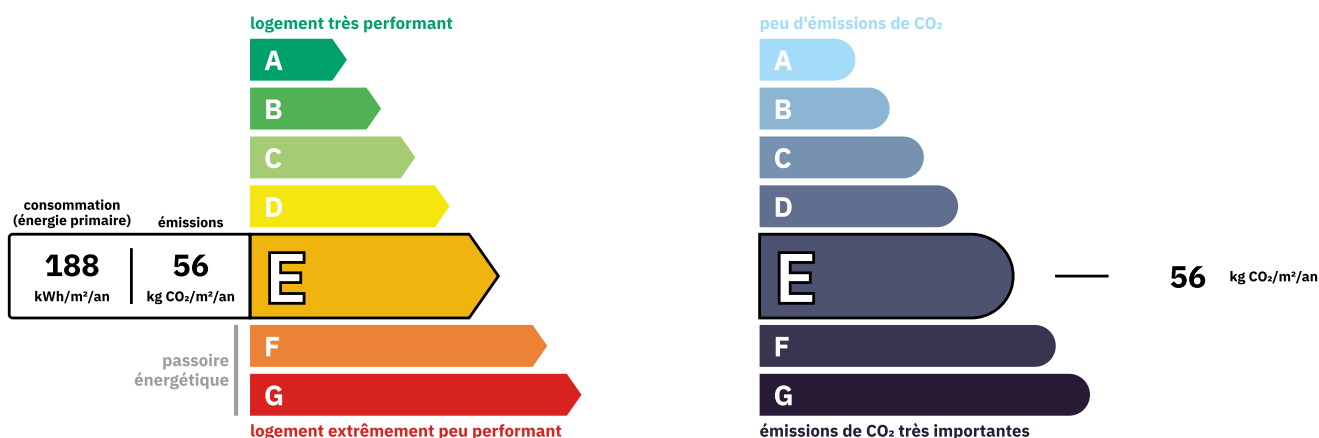 logement très performant
A
B
C
D
consommation
(énergie primaire)
émissions
188
kWh/m²/an
56
kg CO₂/m²/an
E
passoire
énergétique
F
G
logement extrêmement peu performant
peu d'émissions de CO₂
A
B
C
D
E
56 kg CO₂/m²/an
F
G
émissions de CO₂ très importantes